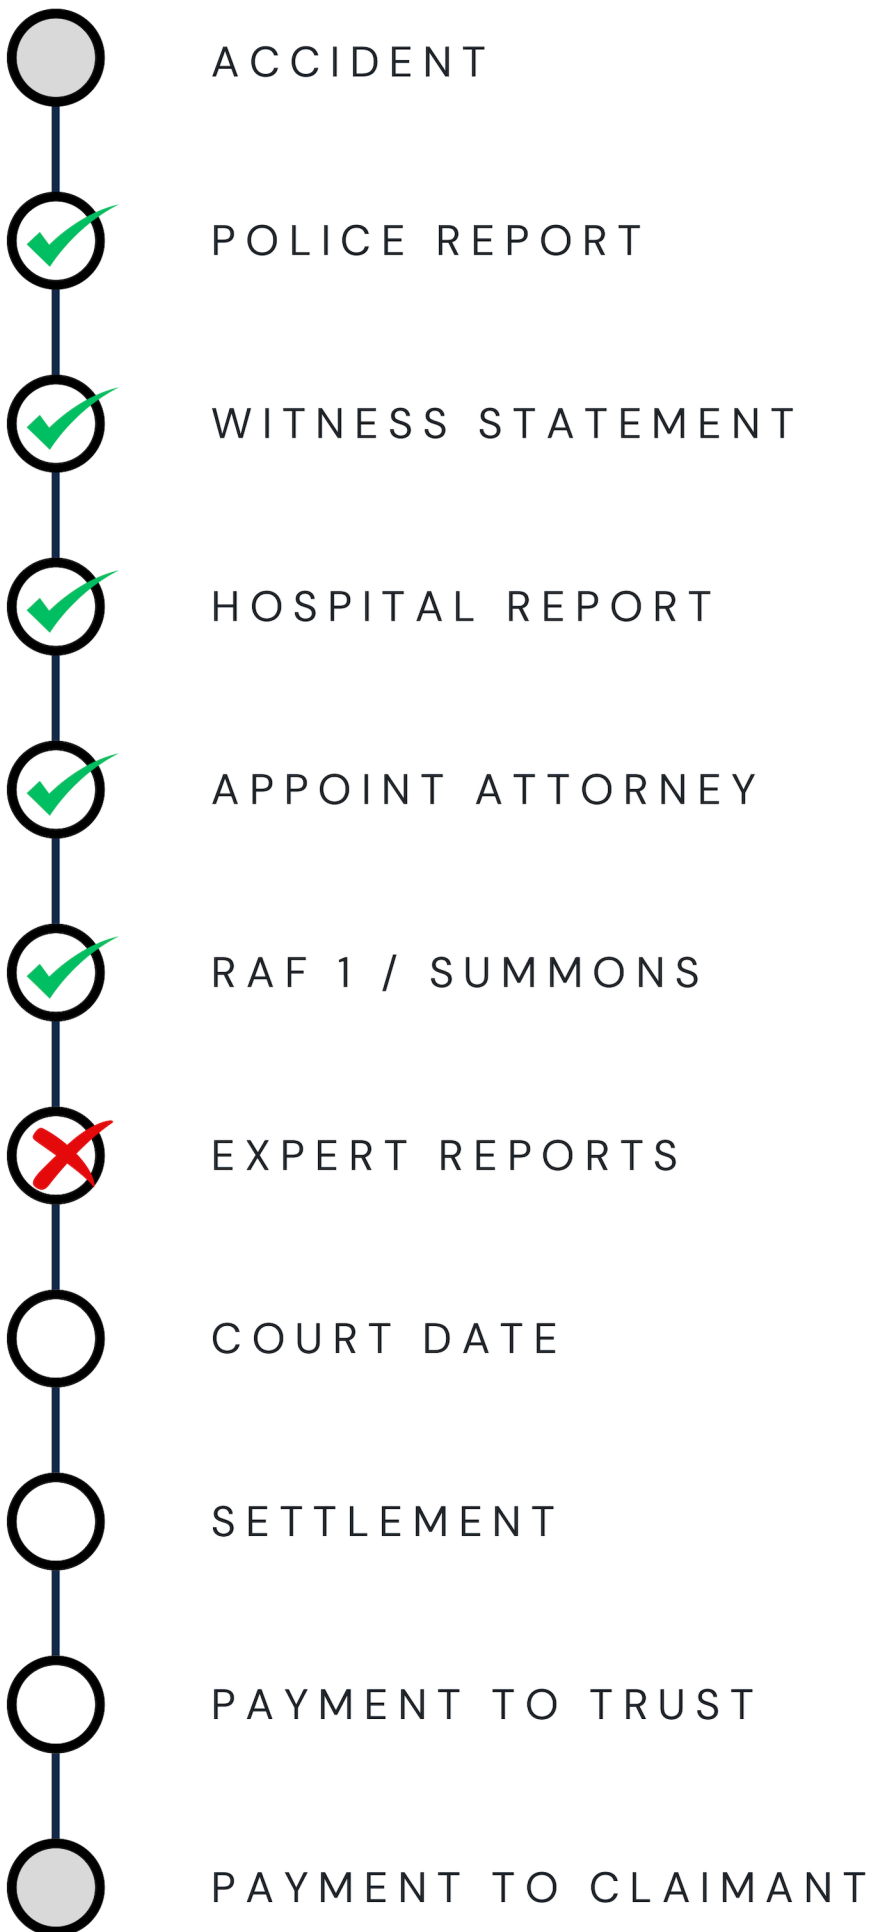 ACCIDENT
POLICE REPORT
WITNESS STATEMENT
HOSPITAL REPORT
APPOINT ATTORNEY
RAF 1 / SUMMONS
EXPERT REPORTS
COURT DATE
SETTLEMENT
PAYMENT TO TRUST
PAYMENT TO CLAIMANT